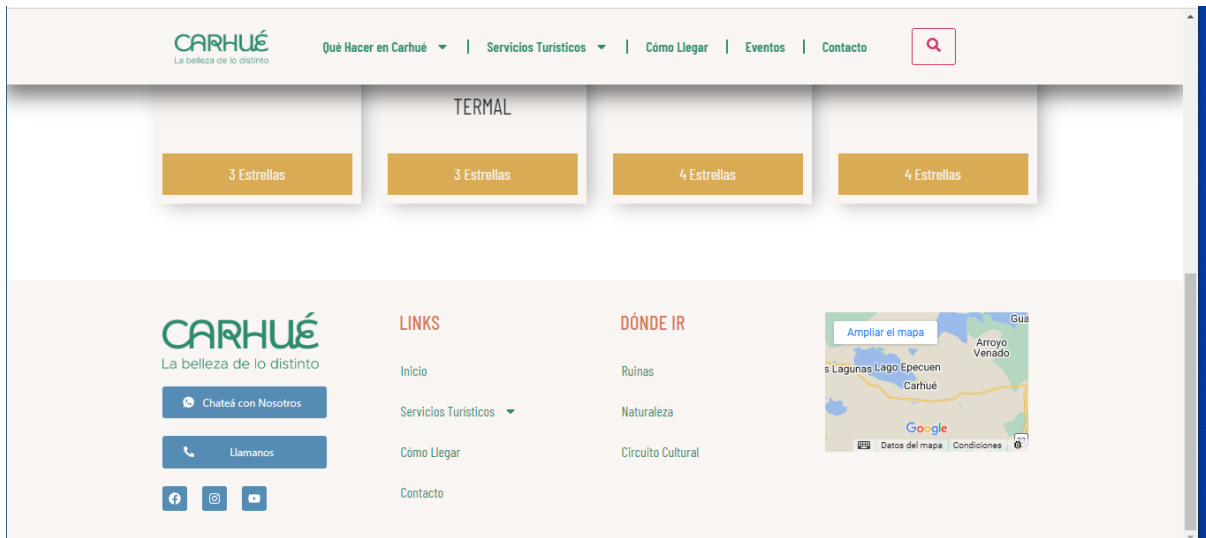 CARHUÉ
La belleza de lo distinto
Qué Hacer en Carhué
Servicios Turísticos
Cómo Llegar
Eventos
Contacto
TERMAL
3 Estrellas
3 Estrellas
4 Estrellas
4 Estrellas
CARHUÉ
La belleza de lo distinto
Chateá con Nosotros
Llamanos
LINKS
Inicio
Servicios Turísticos
Cómo Llegar
Contacto
DÓNDE IR
Ruinas
Naturaleza
Circuito Cultural
Ampliar el mapa
Gua
Arroyo
Venado
s Lagunas
Lago Epecuen
Carhué
Google
Datos del mapa
Condiciones